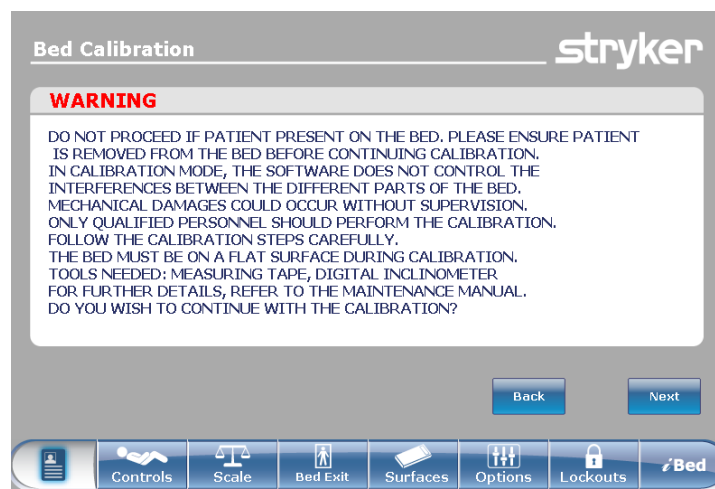 Bed Calibration
stryker
WARNING
DO NOT PROCEED IF PATIENT PRESENT ON THE BED. PLEASE ENSURE PATIENT
IS REMOVED FROM THE BED BEFORE CONTINUING CALIBRATION.
IN CALIBRATION MODE, THE SOFTWARE DOES NOT CONTROL THE
INTERFERENCES BETWEEN THE DIFFERENT PARTS OF THE BED.
MECHANICAL DAMAGES COULD OCCUR WITHOUT SUPERVISION.
ONLY QUALIFIED PERSONNEL SHOULD PERFORM THE CALIBRATION.
FOLLOW THE CALIBRATION STEPS CAREFULLY.
THE BED MUST BE ON A FLAT SURFACE DURING CALIBRATION.
TOOLS NEEDED: MEASURING TAPE, DIGITAL INCLINOMETER
FOR FURTHER DETAILS, REFER TO THE MAINTENANCE MANUAL.
DO YOU WISH TO CONTINUE WITH THE CALIBRATION?
Back Next
Controls Scale Bed Exit Surfaces Options Lockouts iBed